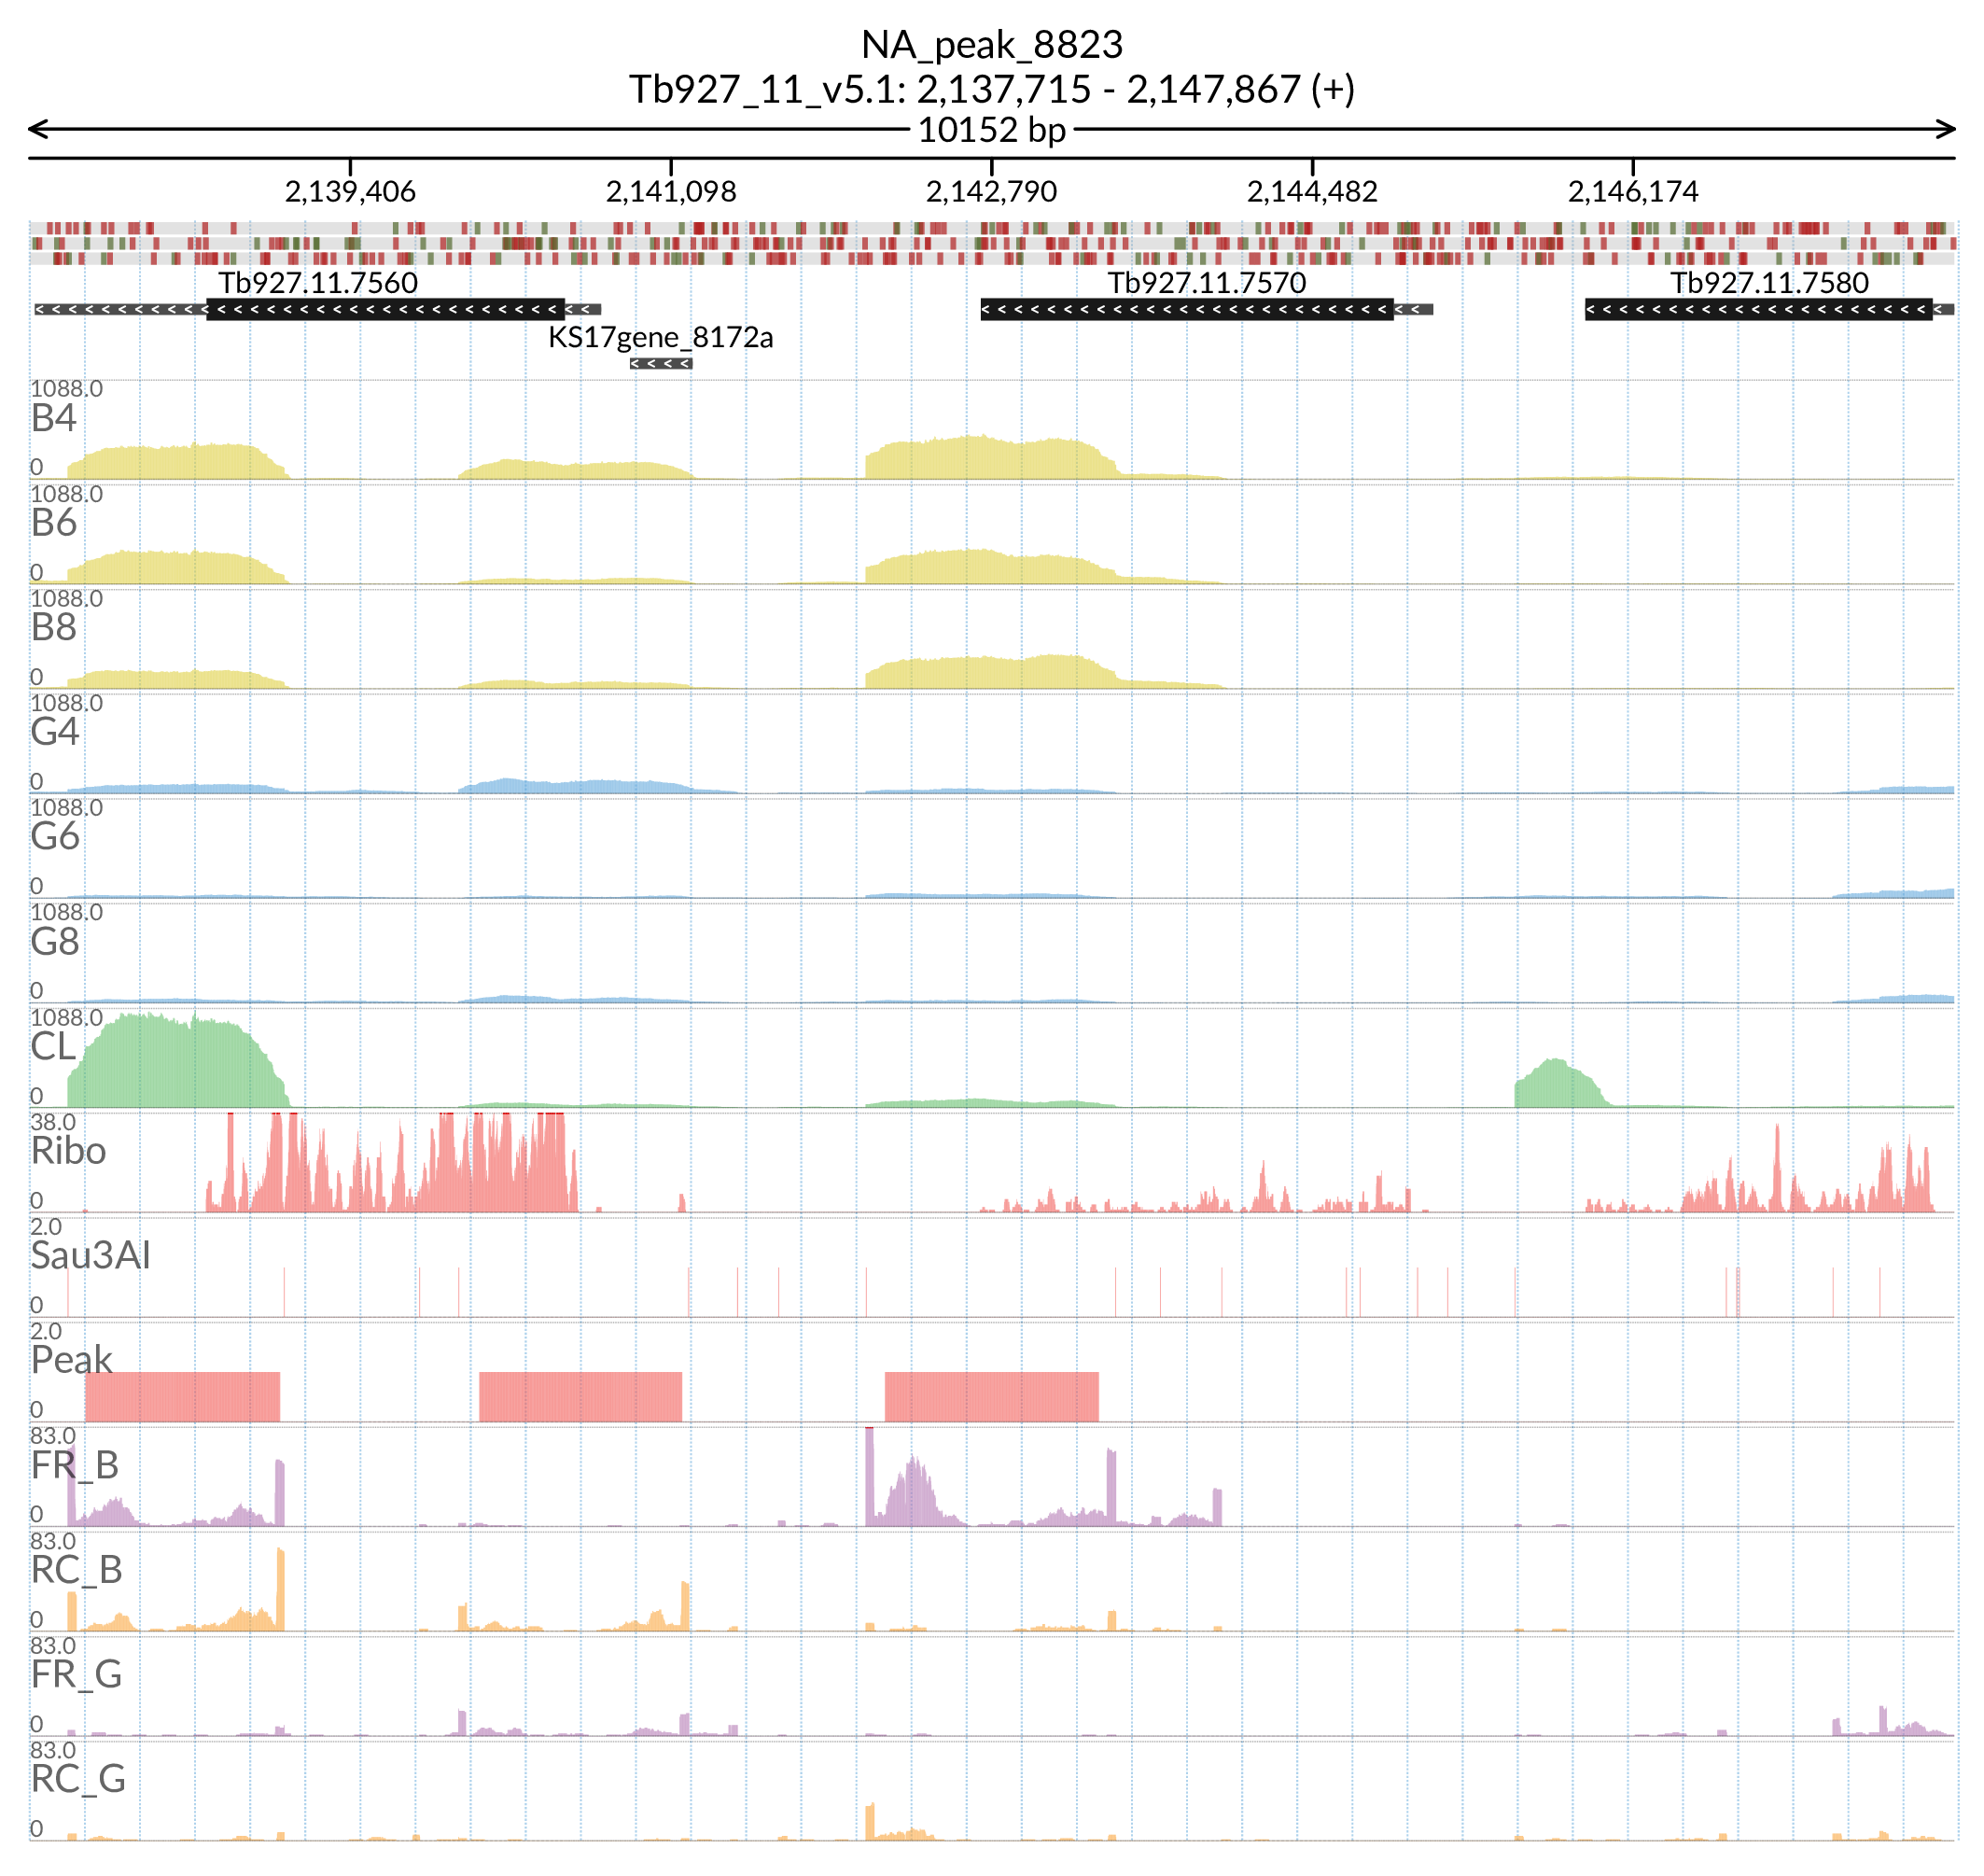 NA_peak_8823
Tb927_11_v5.1: 2,137,715 - 2,147,867 (+)
10152 bp
2,139,406 2,141,098 2,142,790 2,144,482 2,146,174
Tb927.11.7560 Tb927.11.7570 Tb927.11.7580
KS17gene_8172a
1088.0
B4
0
1088.0
B6
0
1088.0
B8
0
1088.0
G4
0
1088.0
G6
0
1088.0
G8
0
1088.0
CL
0
38.0
Ribo
0
2.0
Sau3AI
0
2.0
Peak
0
83.0
FR_B
0
83.0
RC_B
0
83.0
FR_G
0
83.0
RC_G
0